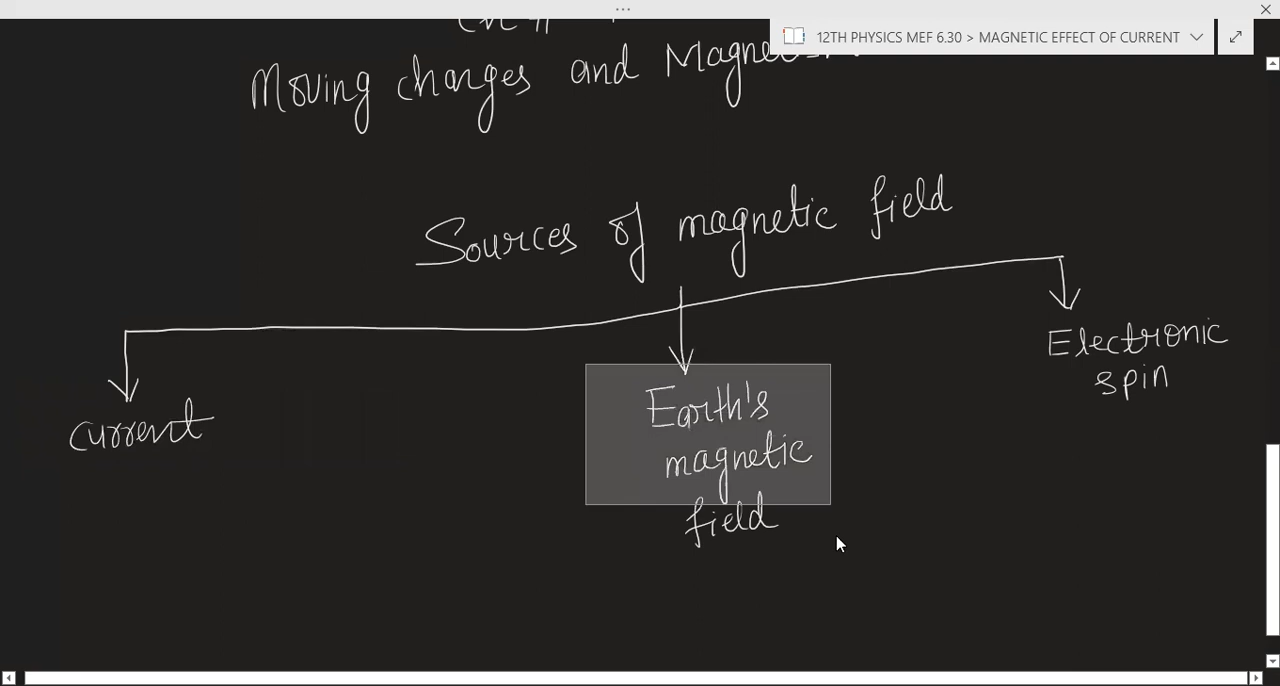 12TH PHYSICS MEF 6.30 > MAGNETIC EFFECT OF CURRENT
Moving charges and
Sources of magnetic field
current
Earth's
magnetic
field
Electronic
spin